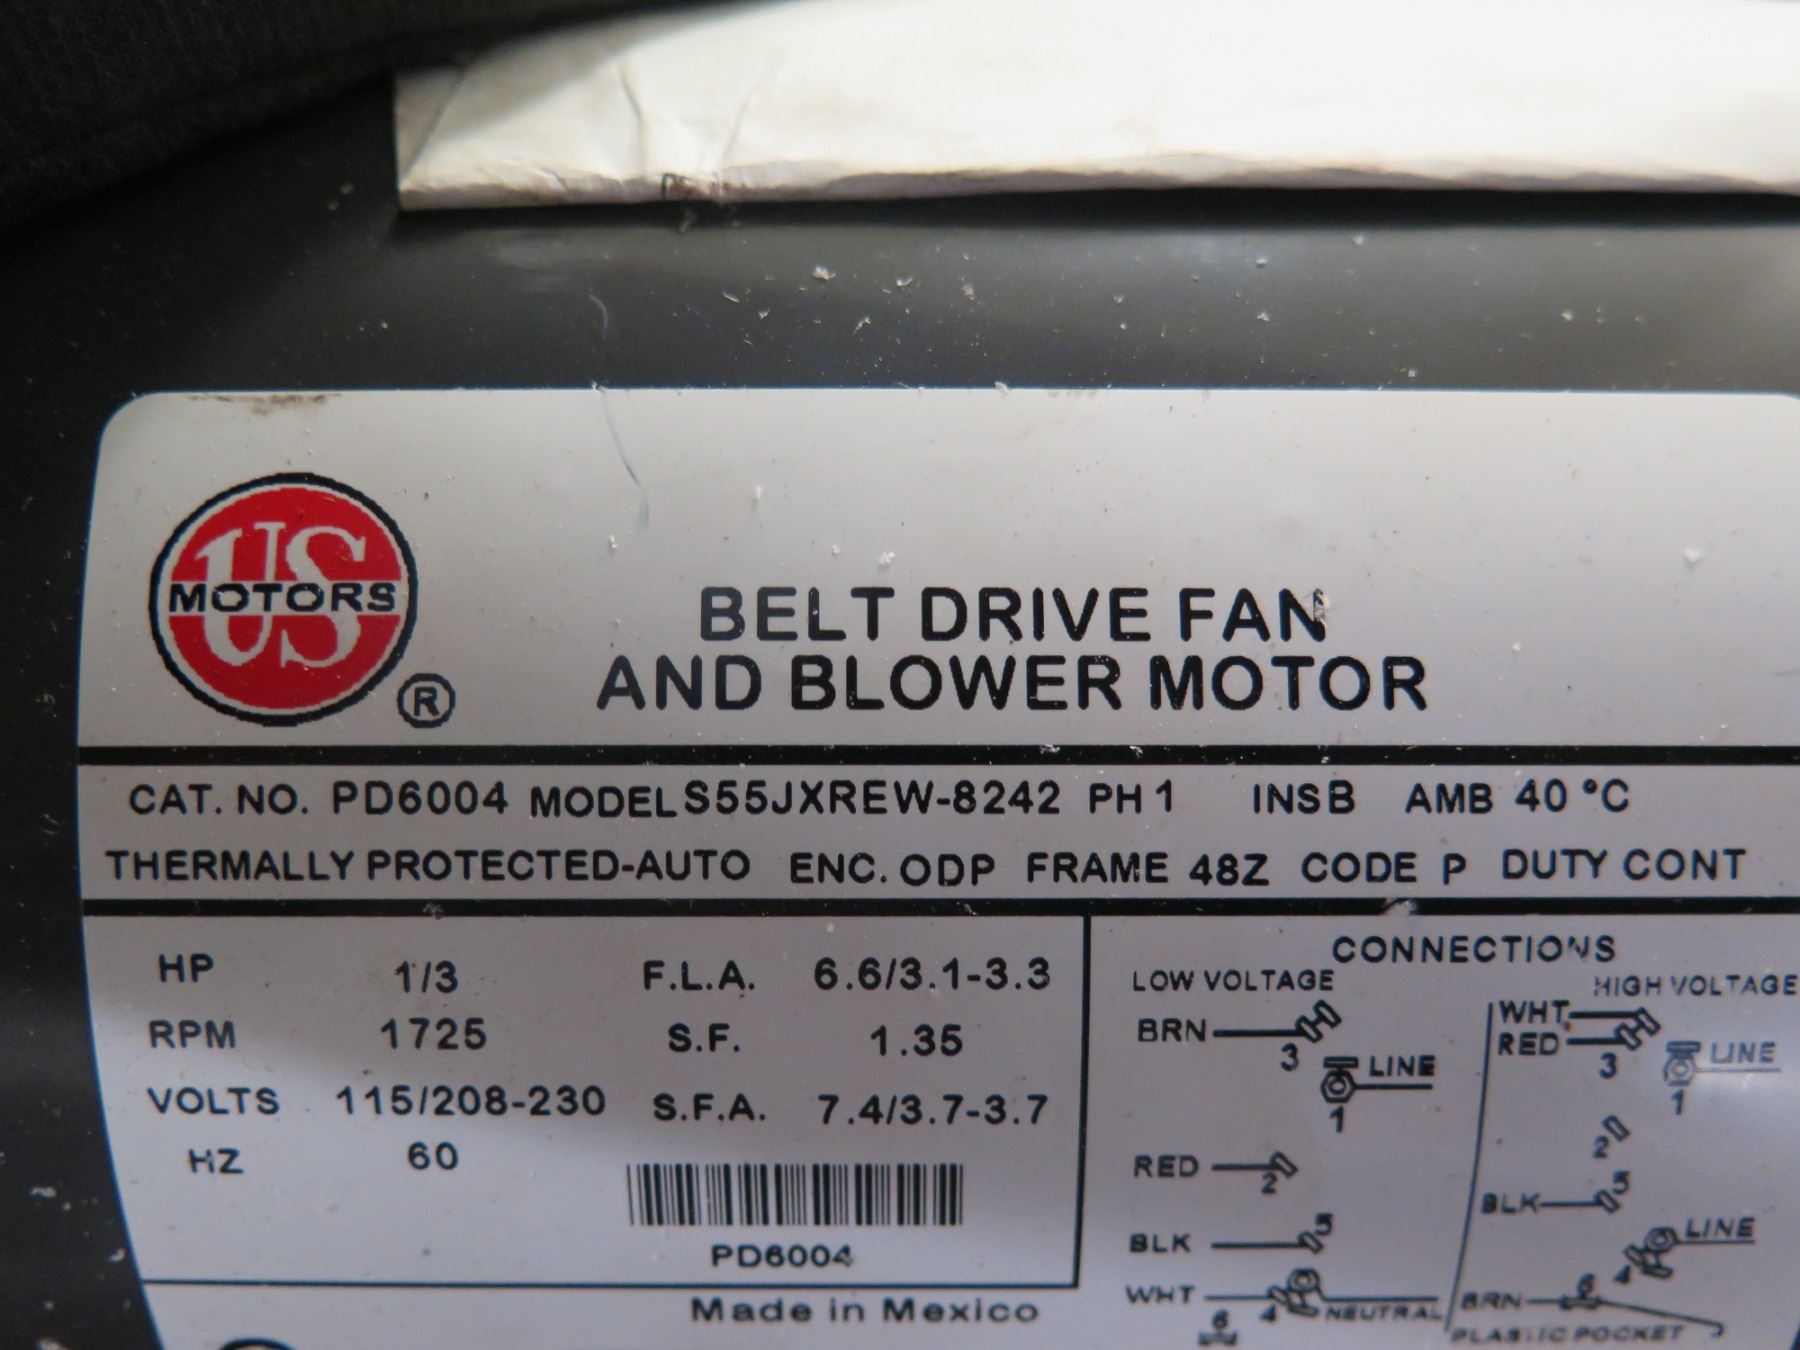 US
MOTORS
®
BELT DRIVE FAN
AND BLOWER MOTOR
CAT. NO. PD6004 MODEL S55JXREW-8242 PH 1 INS B AMB 40 °C
THERMALLY PROTECTED-AUTO ENC. ODP FRAME 48Z CODE P DUTY CONT
HP 1/3 F.L.A. 6.6/3.1-3.3
RPM 1725 S.F. 1.35
VOLTS 115/208-230 S.F.A. 7.4/3.7-3.7
HZ 60
PD6004
Made in Mexico
CONNECTIONS
LOW VOLTAGE
BRN 3
LINE
1
RED 2
BLK 5
WHT 4 NEUTRAL
6
HIGH VOLTAGE
WHT
RED 3
LINE
1
2
BLK 5
LINE
4
BRN 6
PLASTIC POCKET